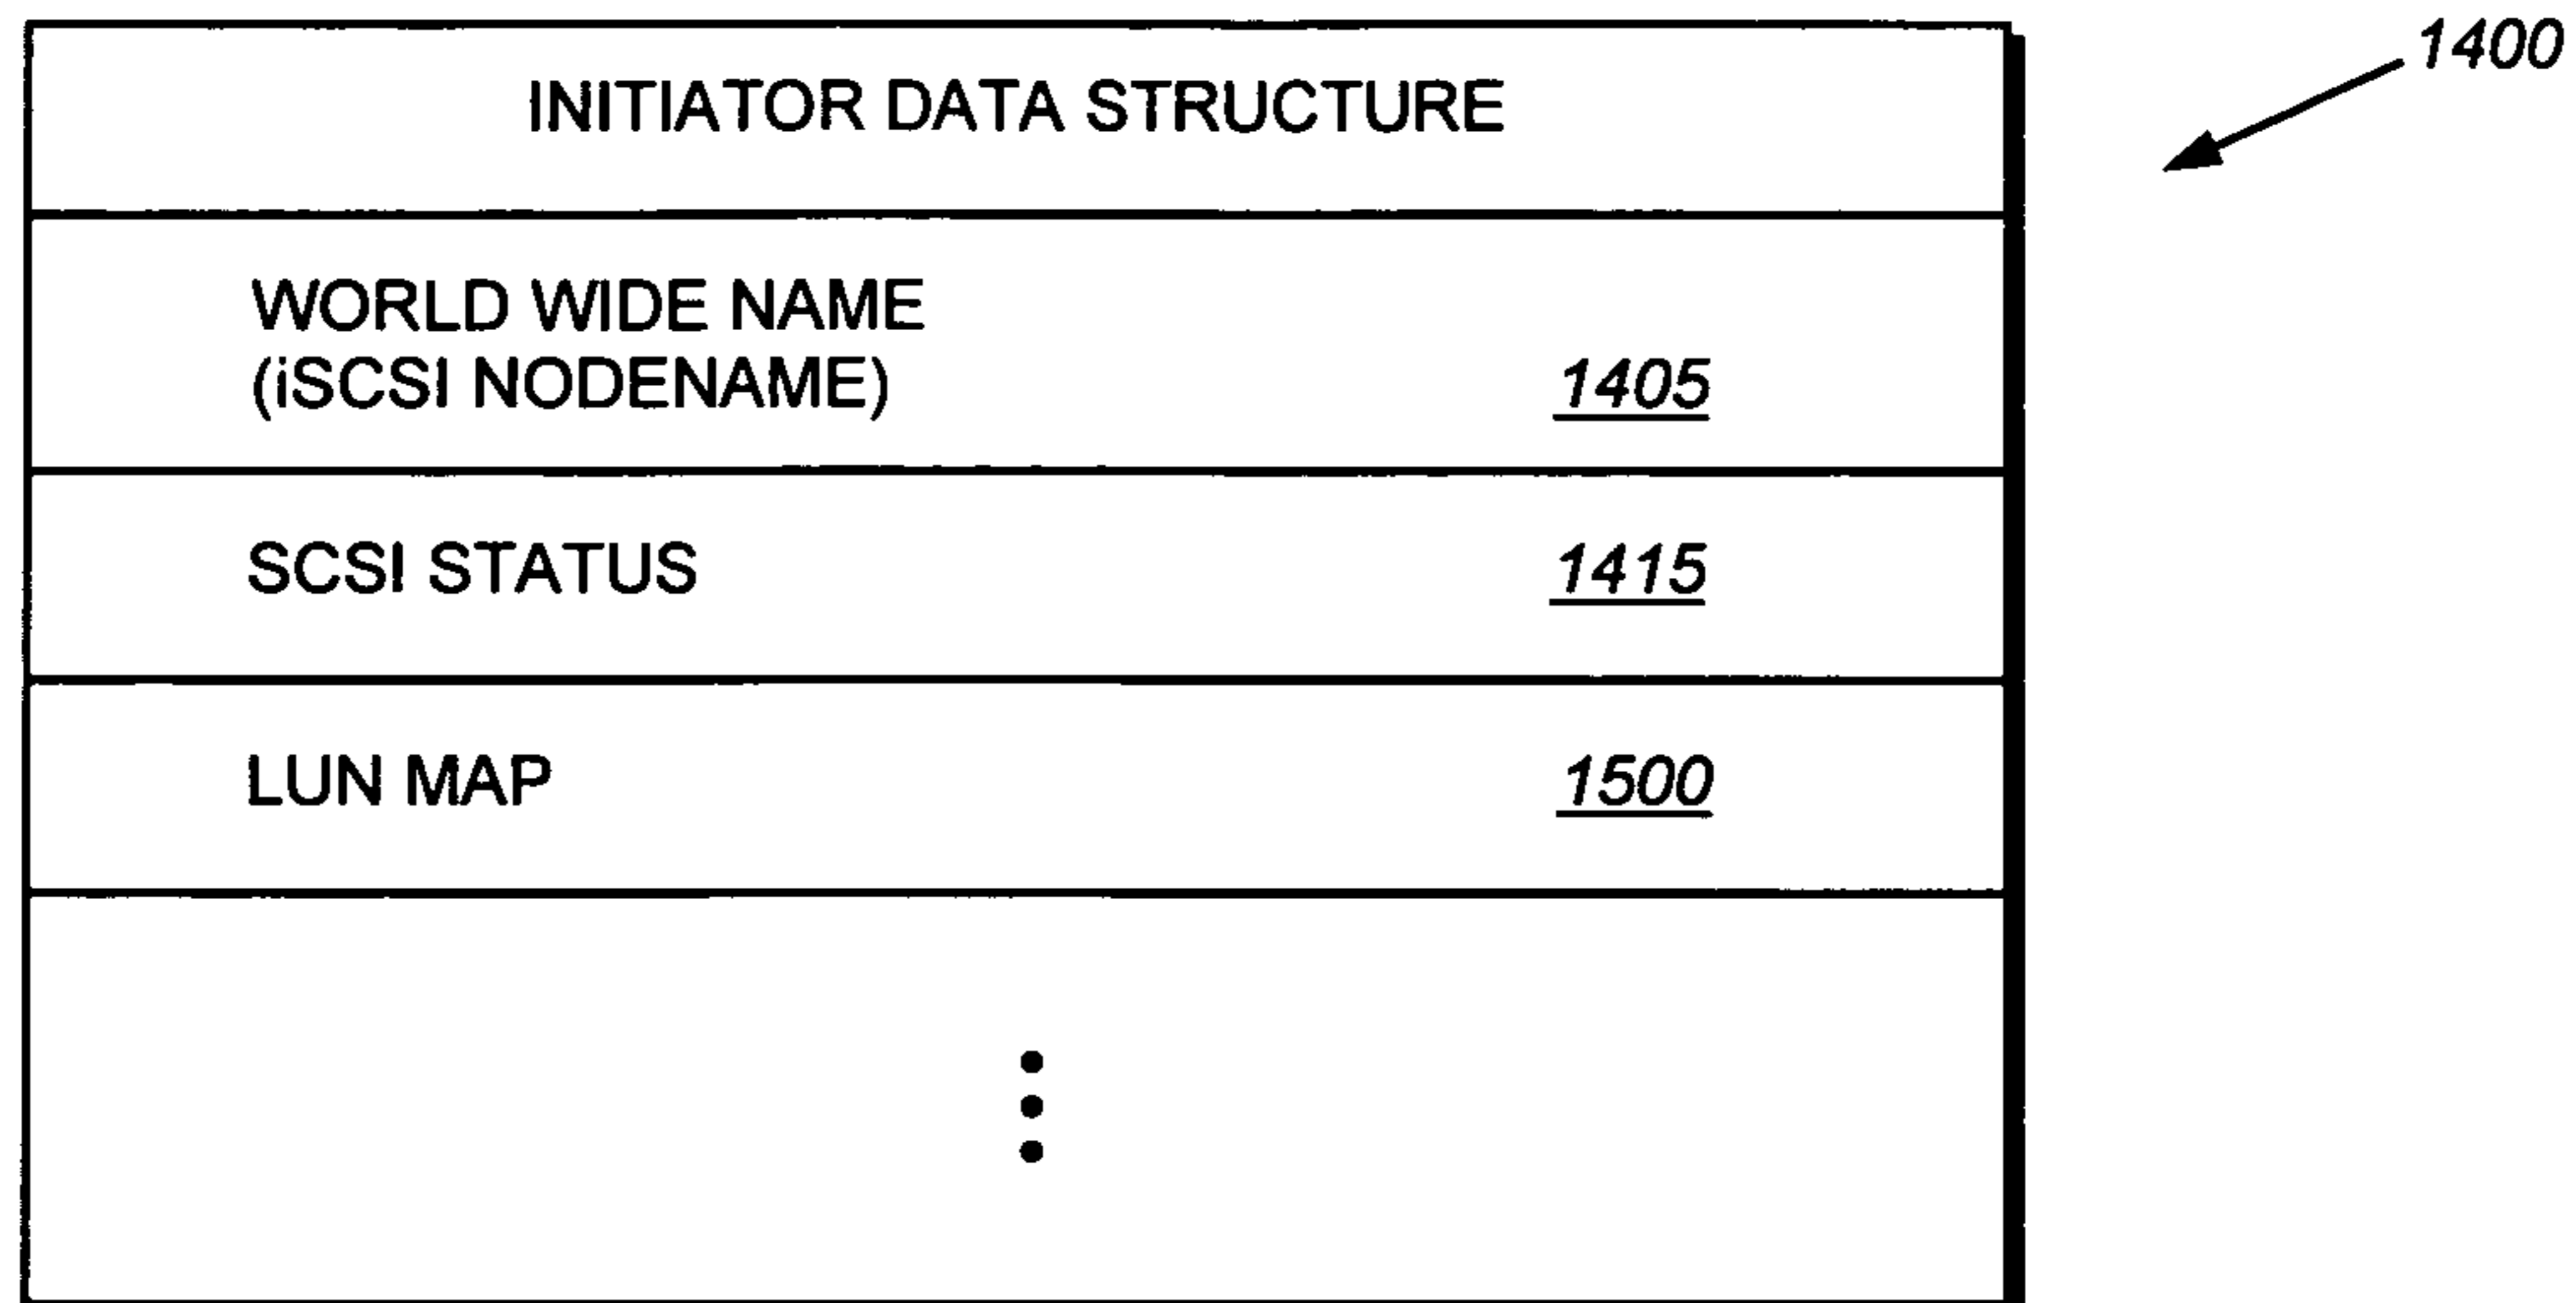 1400
INITIATOR DATA STRUCTURE
WORLD WIDE NAME
(iSCSI NODENAME) 1405
SCSI STATUS 1415
LUN MAP 1500